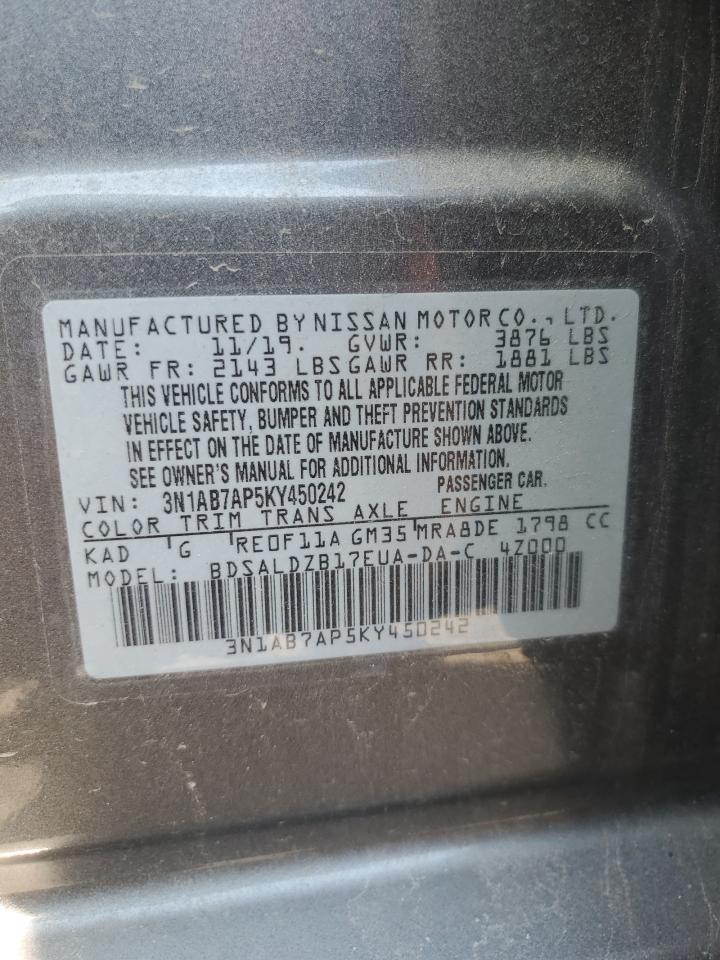 MANUFACTURED BY NISSAN MOTOR CO., LTD.
DATE: 11/19. GVWR: 3876 LBS
GAWR FR: 2143 LBS GAWR RR: 1881 LBS
THIS VEHICLE CONFORMS TO ALL APPLICABLE FEDERAL MOTOR
VEHICLE SAFETY, BUMPER AND THEFT PREVENTION STANDARDS
IN EFFECT ON THE DATE OF MANUFACTURE SHOWN ABOVE.
SEE OWNER'S MANUAL FOR ADDITIONAL INFORMATION.
VIN: 3N1AB7AP5KY450242 PASSENGER CAR.
COLOR TRIM TRANS AXLE ENGINE
KAD G RE0F11A GM35 MRA8DE 1798 CC
MODEL: BDSALDZB17EUA-DA-C 4Z000
3N1AB7AP5KY450242